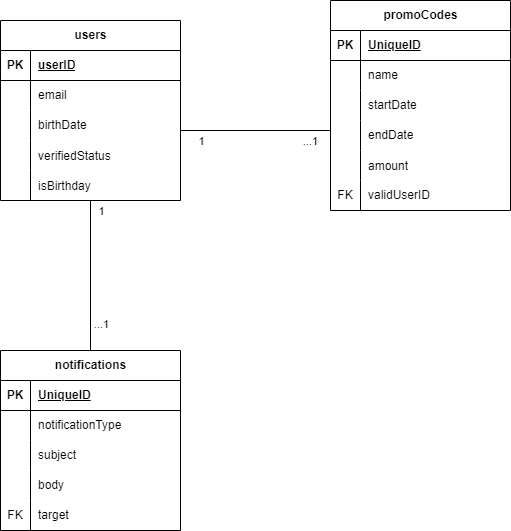 users
PK userID
email
birthDate
verifiedStatus
isBirthday
promoCodes
PK UniqueID
name
startDate
endDate
amount
FK validUserID
1 ...1
1
...1
notifications
PK UniqueID
notificationType
subject
body
FK target